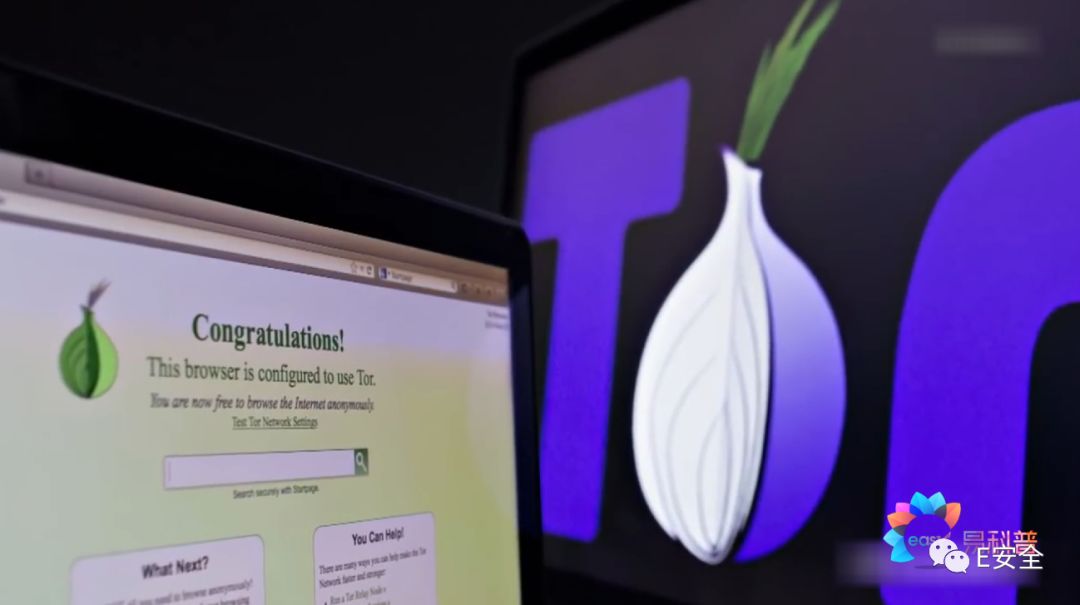 Congratulations!
This browser is configured to use Tor.
You are now free to browse the Internet anonymously.
Test Tor Network Settings
Startpage
Search securely with Startpage.
What Next?
You Can Help!
There are many ways you can help make the Tor
Network faster and stronger:
Run a Tor Relay Node »
Tor
easy
易科普
E安全